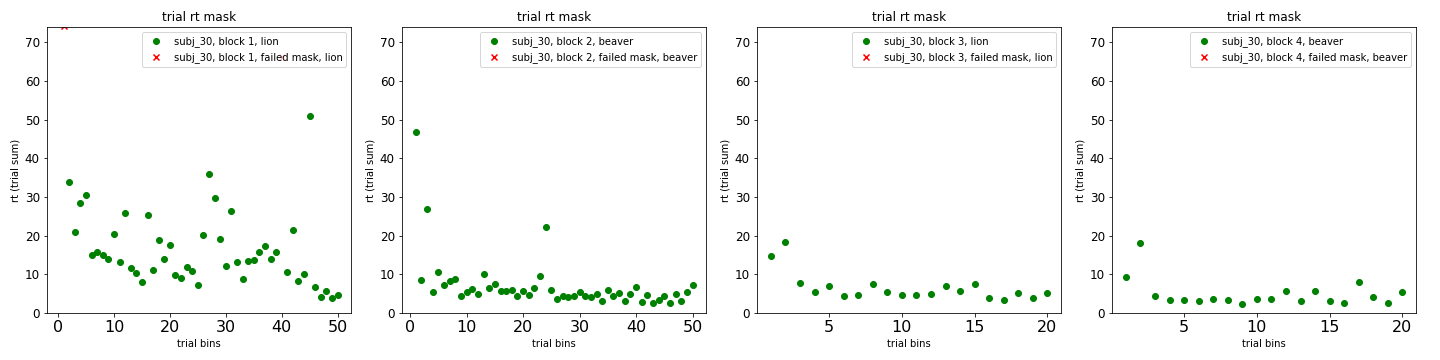 trial rt mask
subj_30, block 1, lion
subj_30, block 1, failed mask, lion
rt (trial sum)
70
60
50
40
30
20
10
0
0 10 20 30 40 50
trial bins
trial rt mask
subj_30, block 2, beaver
subj_30, block 2, failed mask, beaver
rt (trial sum)
70
60
50
40
30
20
10
0
0 10 20 30 40 50
trial bins
trial rt mask
subj_30, block 3, lion
subj_30, block 3, failed mask, lion
rt (trial sum)
70
60
50
40
30
20
10
0
5 10 15 20
trial bins
trial rt mask
subj_30, block 4, beaver
subj_30, block 4, failed mask, beaver
rt (trial sum)
70
60
50
40
30
20
10
0
5 10 15 20
trial bins